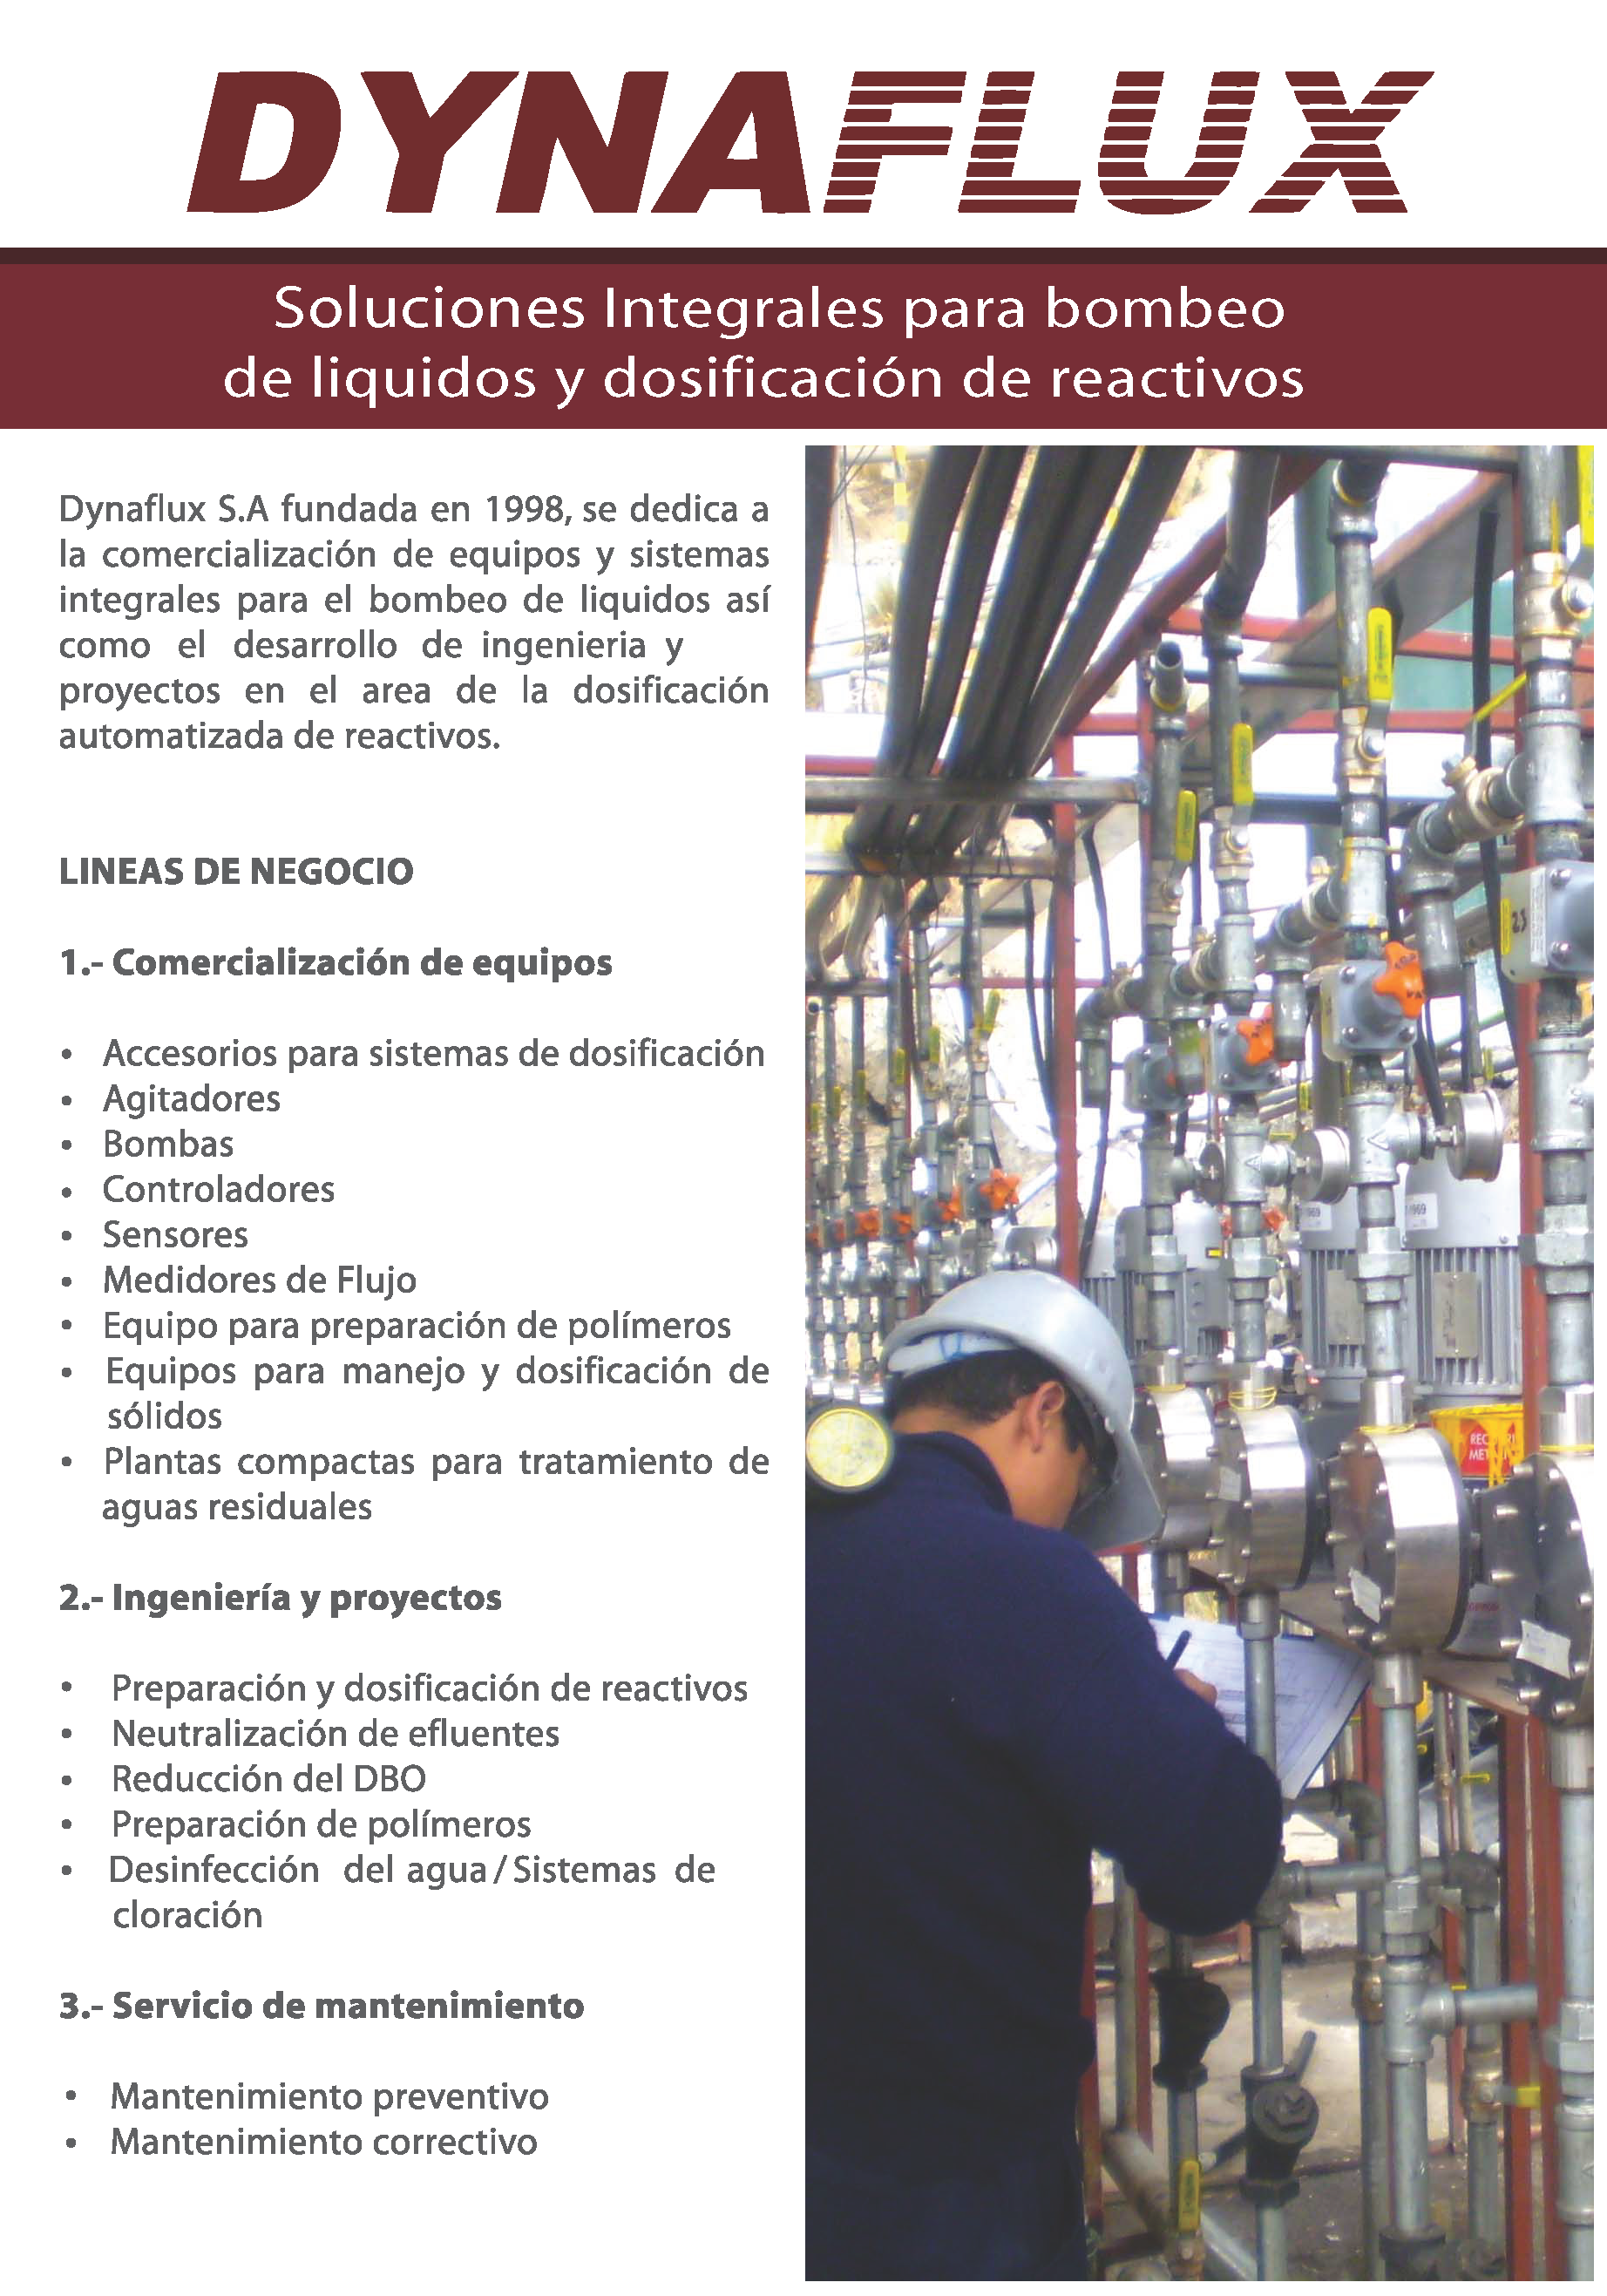 DYNAFLUX
Soluciones Integrales para bombeo
de liquidos y dosificación de reactivos
Dynaflux S.A fundada en 1998, se dedica a
la comercialización de equipos y sistemas
integrales para el bombeo de liquidos así
como el desarrollo de ingenieria y
proyectos en el area de la dosificación
automatizada de reactivos.
LINEAS DE NEGOCIO
1.- Comercialización de equipos
• Accesorios para sistemas de dosificación
• Agitadores
• Bombas
• Controladores
• Sensores
• Medidores de Flujo
• Equipo para preparación de polímeros
• Equipos para manejo y dosificación de
sólidos
• Plantas compactas para tratamiento de
aguas residuales
2.- Ingeniería y proyectos
• Preparación y dosificación de reactivos
• Neutralización de efluentes
• Reducción del DBO
• Preparación de polímeros
• Desinfección del agua / Sistemas de
cloración
3.- Servicio de mantenimiento
• Mantenimiento preventivo
• Mantenimiento correctivo